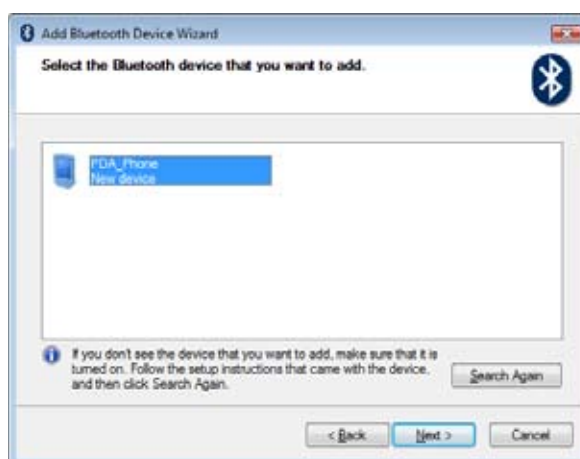 Add Bluetooth Device Wizard
Select the Bluetooth device that you want to add.
PDA_Phone
New device
If you don't see the device that you want to add, make sure that it is
turned on. Follow the setup instructions that came with the device,
and then click Search Again.
Search Again
< Back
Next >
Cancel